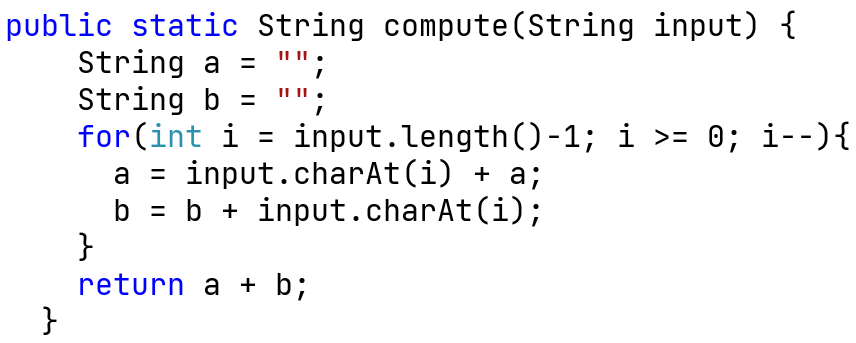 public static String compute(String input) {
    String a = "";
    String b = "";
    for(int i = input.length()-1; i >= 0; i--){
      a = input.charAt(i) + a;
      b = b + input.charAt(i);
    }
    return a + b;
  }